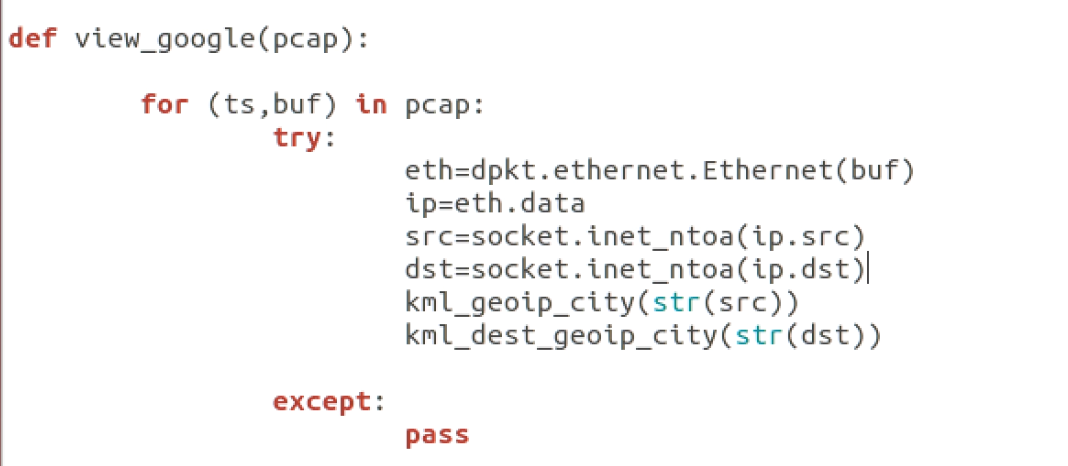 def view_google(pcap):
for (ts,buf) in pcap:
try:
eth=dpkt.ethernet.Ethernet(buf)
ip=eth.data
src=socket.inet_ntoa(ip.src)
dst=socket.inet_ntoa(ip.dst)
kml_geoip_city(str(src))
kml_dest_geoip_city(str(dst))
except:
pass